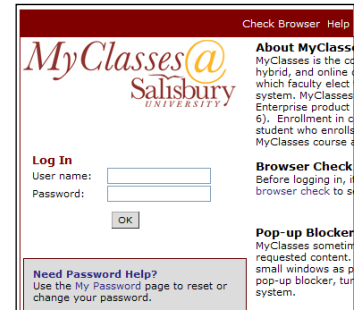 Check Browser Help
MyClasses@
Salisbury
UNIVERSITY
Log In
User name:
Password:
OK
Need Password Help?
Use the My Password page to reset or
change your password.
About MyClasse
MyClasses is the co
hybrid, and online
which faculty elect
system. MyClasses
Enterprise product
6). Enrollment in c
student who enrolls
MyClasses course
Browser Check
Before logging in, i
browser check to s
Pop-up Blocker
MyClasses sometim
requested content.
small windows as p
pop-up blocker, tur
system.